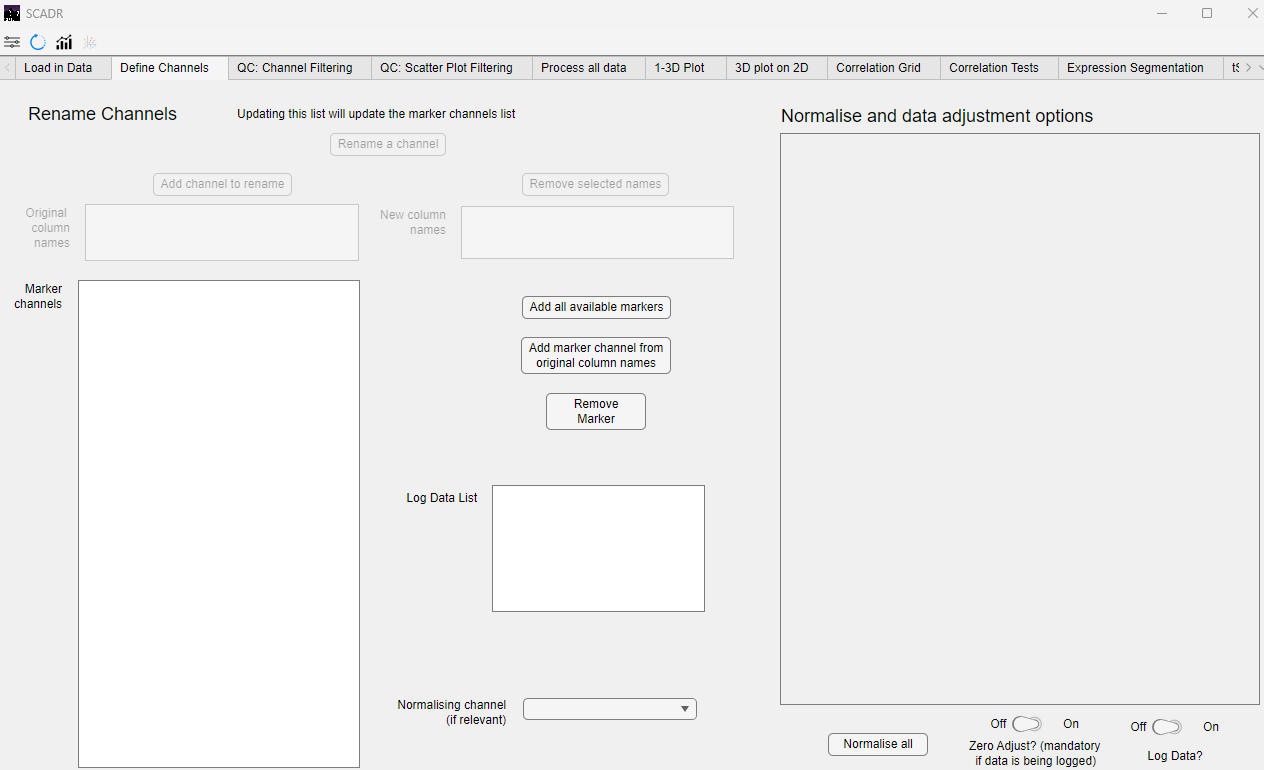 SCADR
Load in Data
Define Channels
QC: Channel Filtering
QC: Scatter Plot Filtering
Process all data
1-3D Plot
3D plot on 2D
Correlation Grid
Correlation Tests
Expression Segmentation
Rename Channels
Updating this list will update the marker channels list
Normalise and data adjustment options
Rename a channel
Add channel to rename
Remove selected names
Original
column
names
New column
names
Marker
channels
Add all available markers
Add marker channel from
original column names
Remove
Marker
Log Data List
Normalising channel
(if relevant)
Normalise all
Off
On
Zero Adjust? (mandatory
if data is being logged)
Off
On
Log Data?